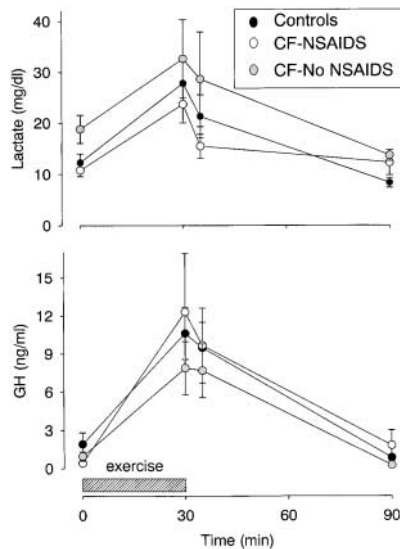 Controls
CF-NSAIDS
CF-No NSAIDS
Lactate (mg/dl)
40
30
20
10
0
GH (ng/ml)
15
12
9
6
3
0
exercise
0
30
60
90
Time (min)